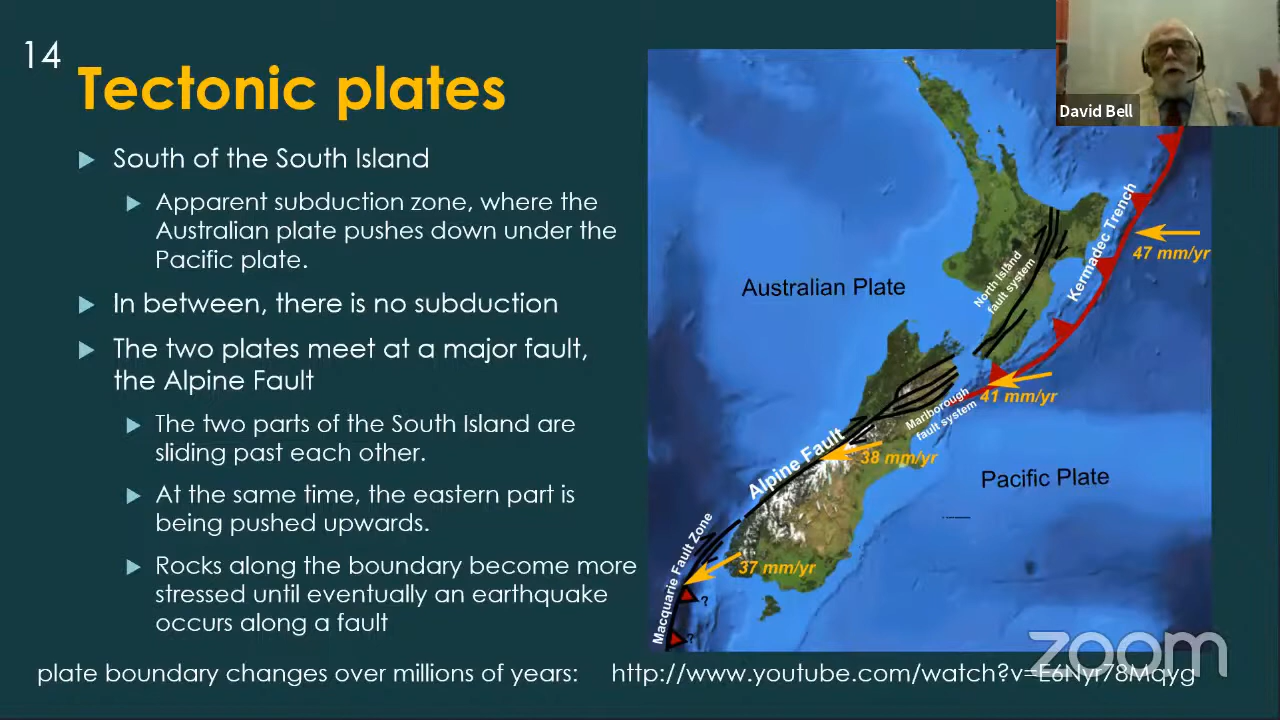 14
Tectonic plates
South of the South Island
Apparent subduction zone, where the
Australian plate pushes down under the
Pacific plate.
In between, there is no subduction
The two plates meet at a major fault,
the Alpine Fault
The two parts of the South Island are
sliding past each other.
At the same time, the eastern part is
being pushed upwards.
Rocks along the boundary become more
stressed until eventually an earthquake
occurs along a fault
plate boundary changes over millions of years: http://www.youtube.com/watch?v=E6Nyr78Mqyg
David Bell
Kermadec Trench
47 mm/yr
North Island
fault system
Australian Plate
41 mm/yr
Marlborough
fault system
Alpine Fault
38 mm/yr
Pacific Plate
Macquarie Fault Zone
37 mm/yr
?
?
zoom